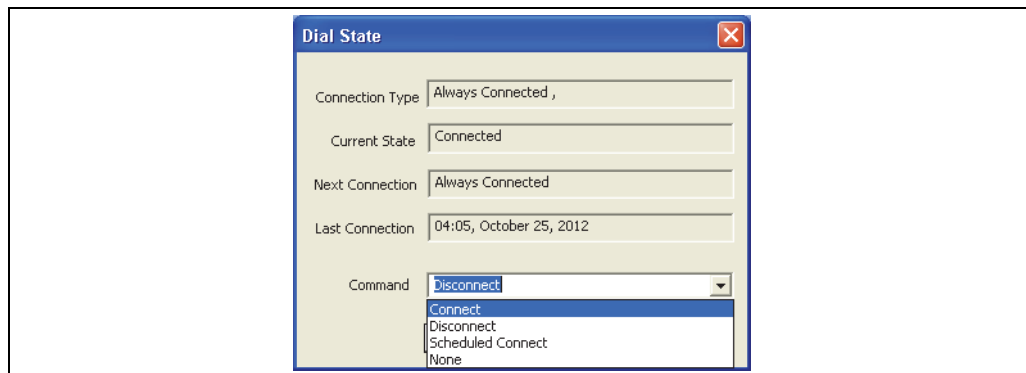 Dial State
Connection Type Always Connected ,
Current State Connected
Next Connection Always Connected
Last Connection 04:05, October 25, 2012
Command Disconnect
Connect
Disconnect
Scheduled Connect
None